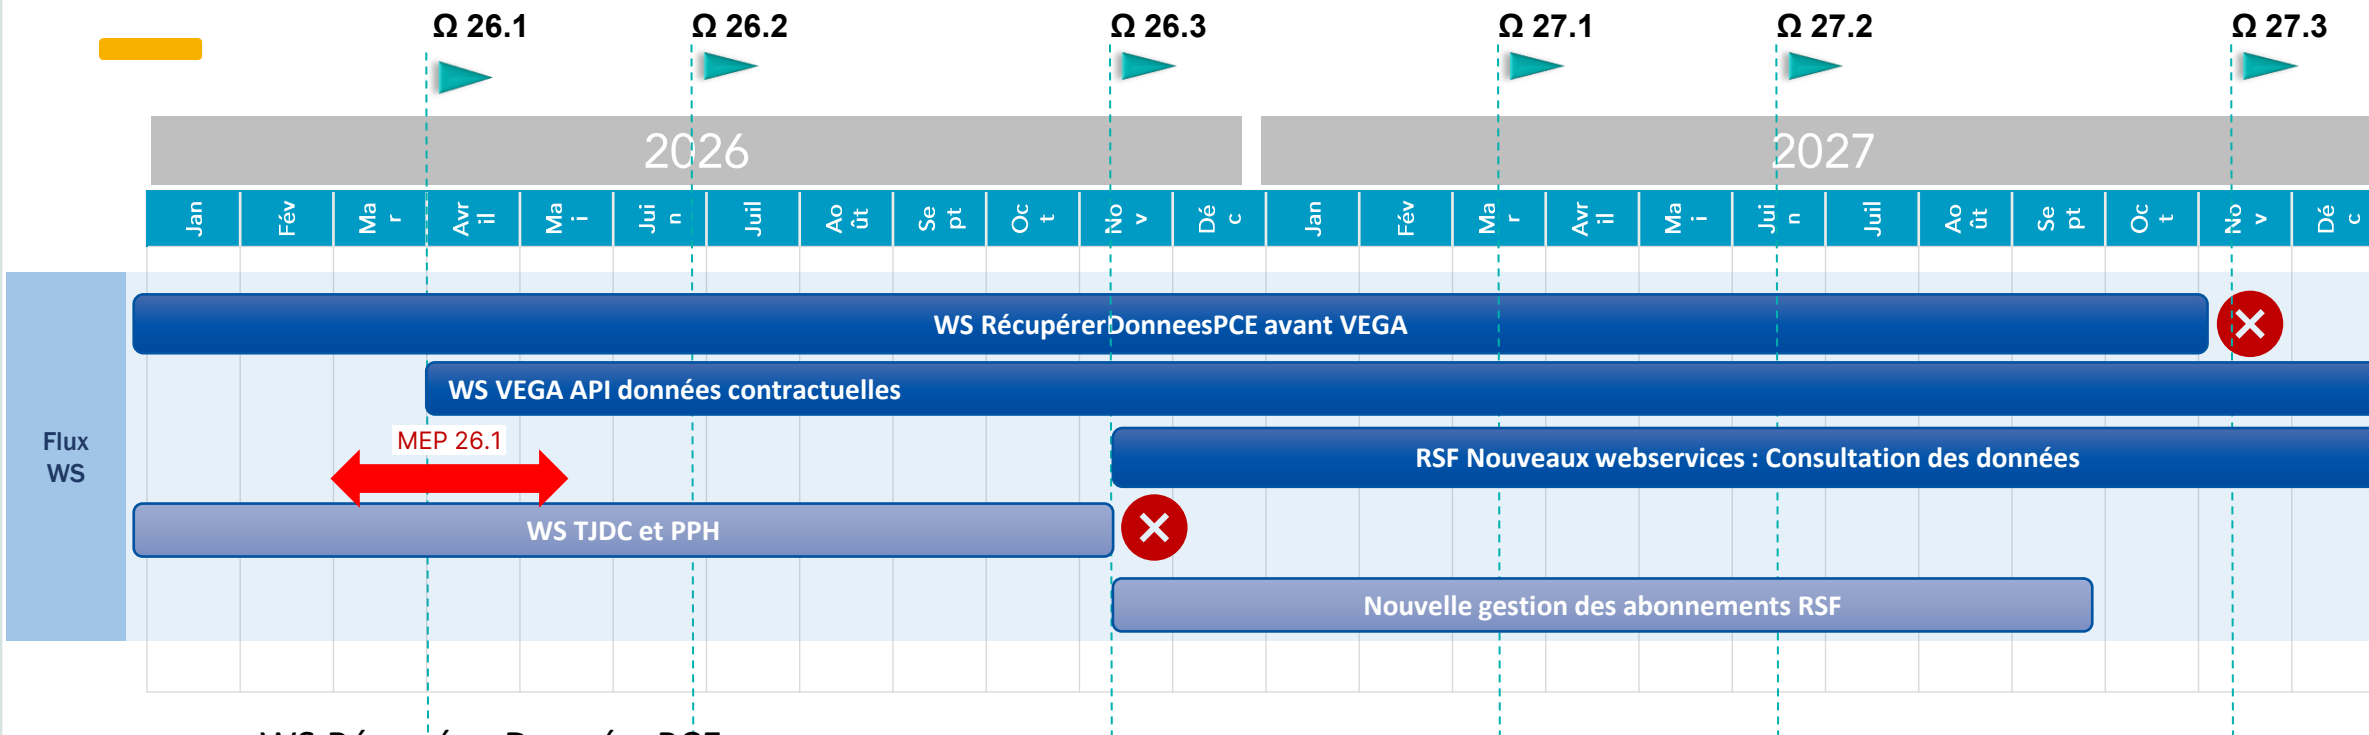 Ω 26.1 Ω 26.2 Ω 26.3 Ω 27.1 Ω 27.2 Ω 27.3
2026 2027
Jan Fév Mar Avril Mai Juin Juil Août Sept Oct Nov Déc Jan Fév Mar Avril Mai Juin Juil Août Sept Oct Nov Déc
WS RécupérerDonneesPCE avant VEGA
WS VEGA API données contractuelles
Flux
WS
MEP 26.1
RSF Nouveaux webservices : Consultation des données
WS TJDC et PPH
Nouvelle gestion des abonnements RSF